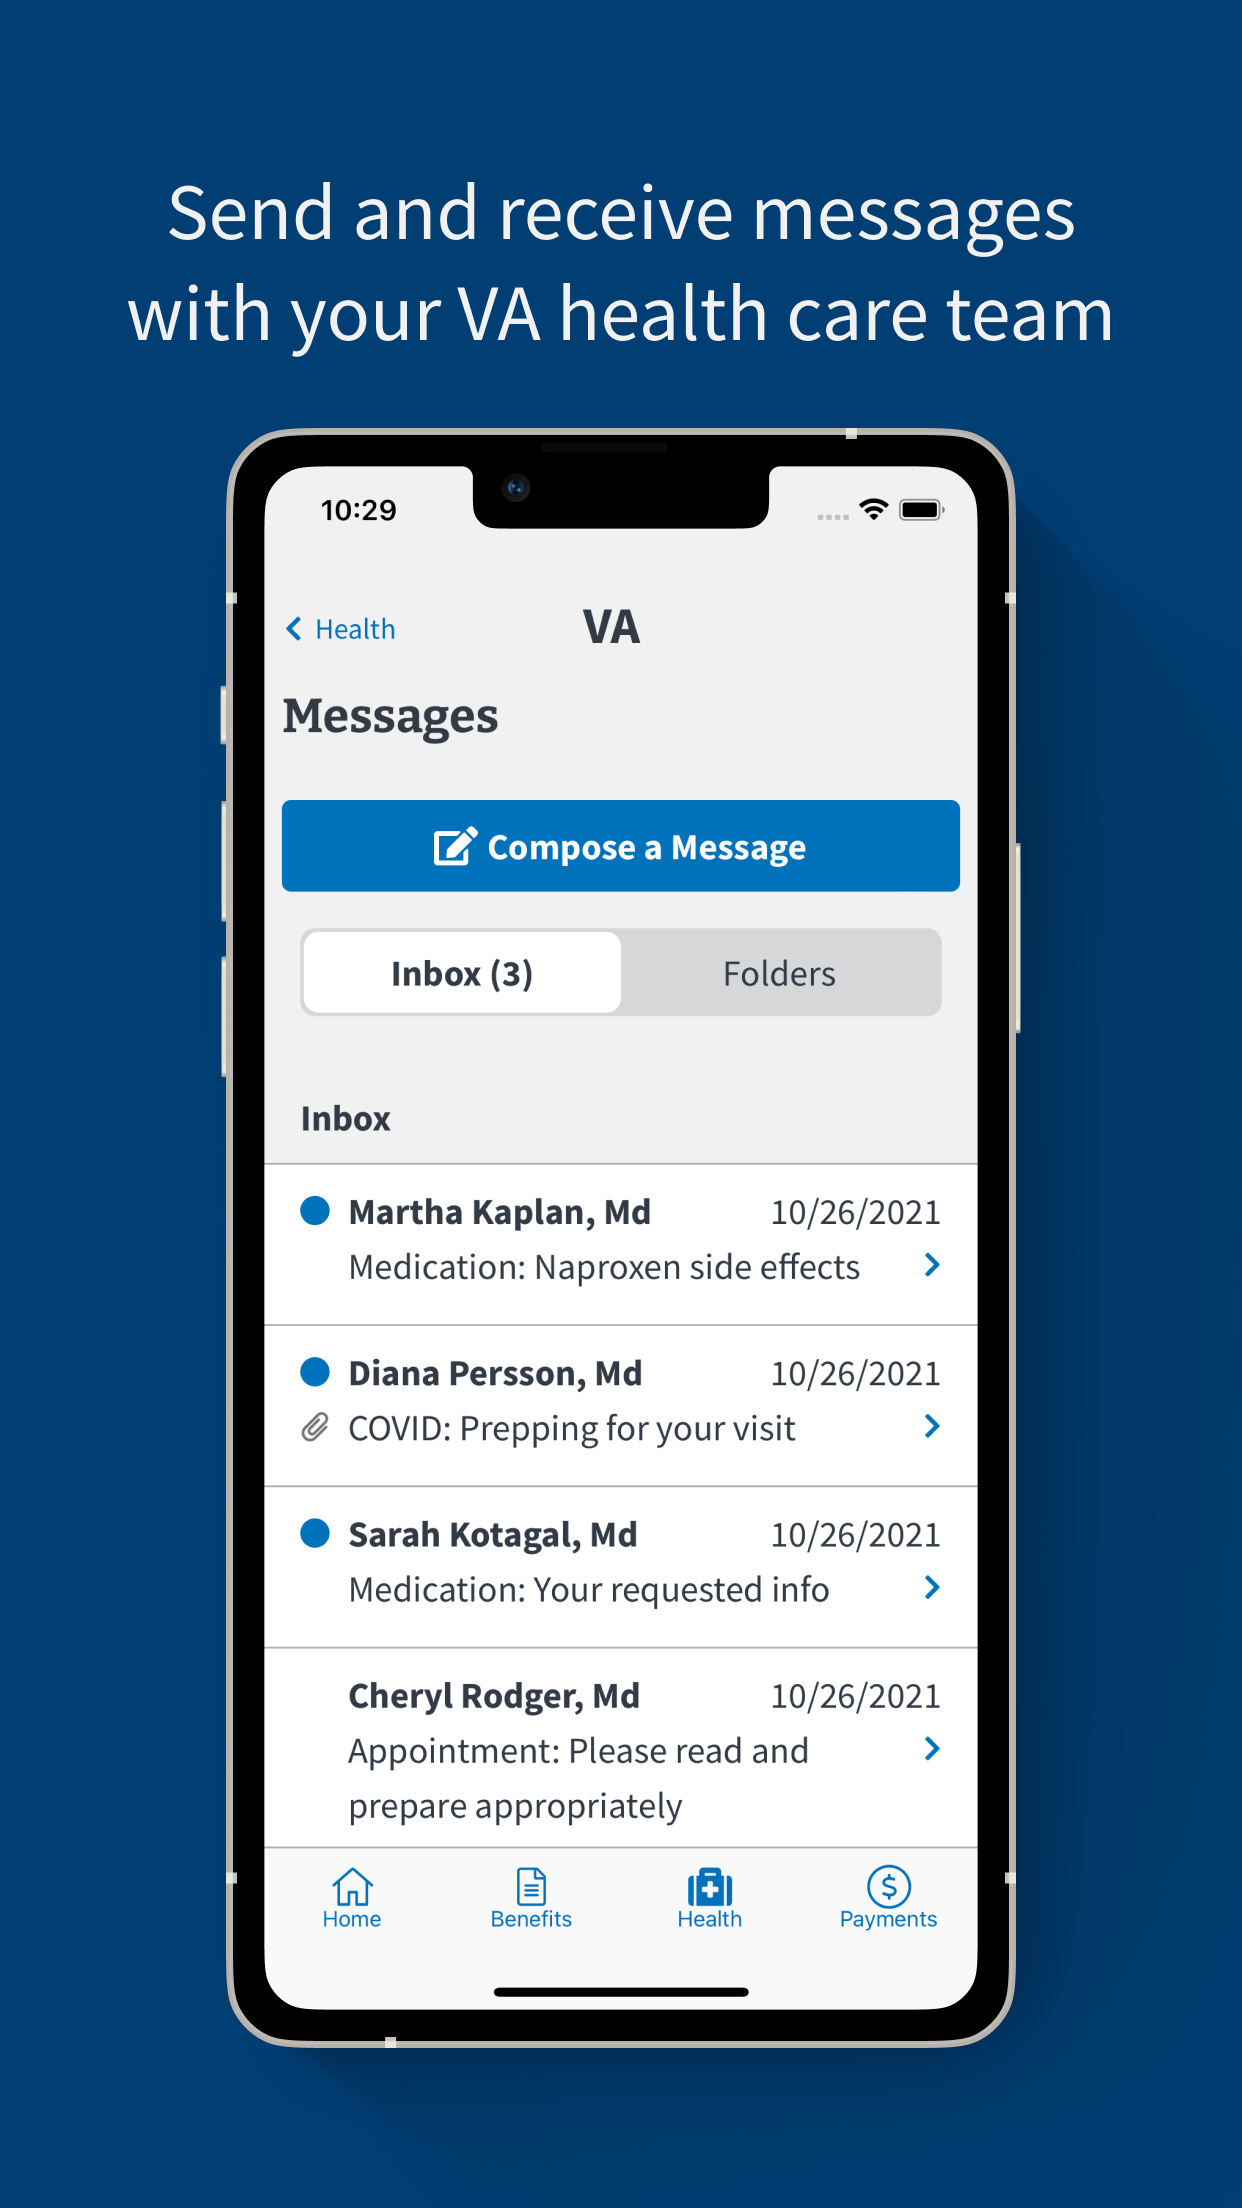 Send and receive messages
with your VA health care team
10:29
Health
VA
Messages
Compose a Message
Inbox (3)
Folders
Inbox
Martha Kaplan, Md
10/26/2021
Medication: Naproxen side effects
Diana Persson, Md
10/26/2021
COVID: Prepping for your visit
Sarah Kotagal, Md
10/26/2021
Medication: Your requested info
Cheryl Rodger, Md
10/26/2021
Appointment: Please read and
prepare appropriately
Home
Benefits
Health
Payments